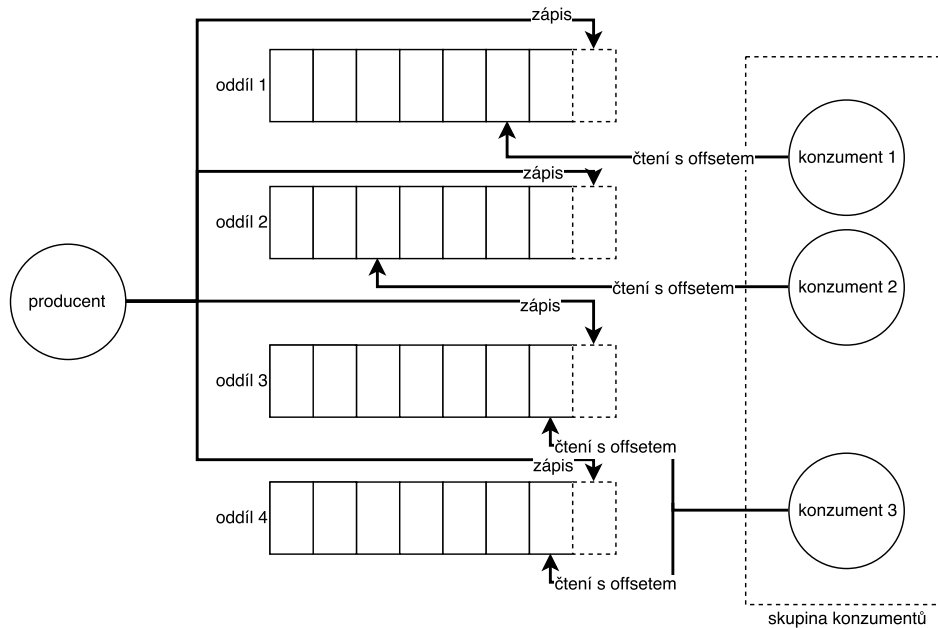 zápis
oddíl 1
čtení s offsetem
konzument 1
zápis
oddíl 2
čtení s offsetem
konzument 2
producent
zápis
oddíl 3
čtení s offsetem
zápis
oddíl 4
konzument 3
čtení s offsetem
skupina konzumentů